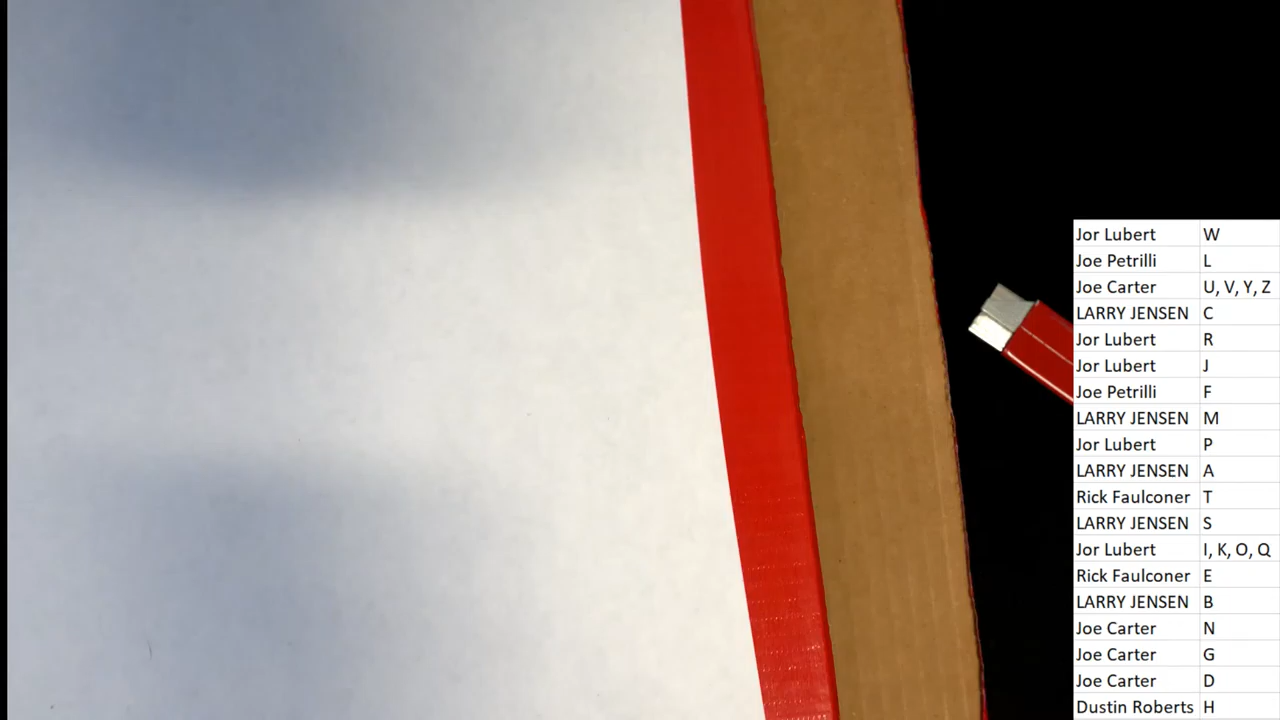 Jor Lubert W
Joe Petrilli L
Joe Carter U, V, Y, Z
LARRY JENSEN C
Jor Lubert R
Jor Lubert J
Joe Petrilli F
LARRY JENSEN M
Jor Lubert P
LARRY JENSEN A
Rick Faulconer T
LARRY JENSEN S
Jor Lubert I, K, O, Q
Rick Faulconer E
LARRY JENSEN B
Joe Carter N
Joe Carter G
Joe Carter D
Dustin Roberts H